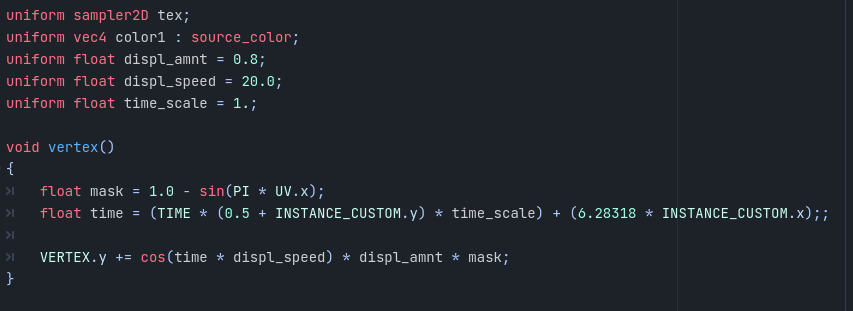 uniform sampler2D tex;
uniform vec4 color1 : source_color;
uniform float displ_amnt = 0.8;
uniform float displ_speed = 20.0;
uniform float time_scale = 1.;
void vertex()
{
float mask = 1.0 - sin(PI * UV.x);
float time = (TIME * (0.5 + INSTANCE_CUSTOM.y) * time_scale) + (6.28318 * INSTANCE_CUSTOM.x);;
VERTEX.y += cos(time * displ_speed) * displ_amnt * mask;
}